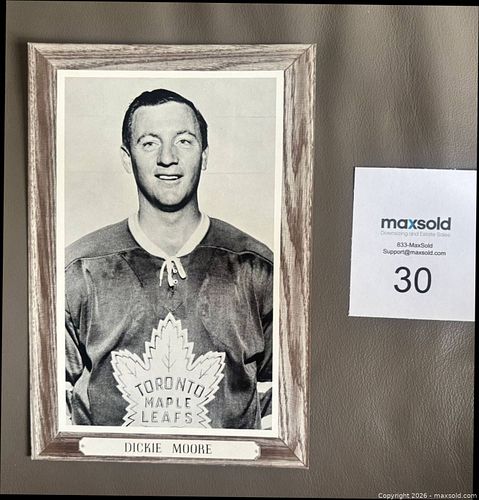 TORONTO
MAPLE
LEAFS
DICKIE MOORE
maxsold
Downsizing and Estate Sales
833-MaxSold
Support@maxsold.com
30
Copyright © 2026 - maxsold.com